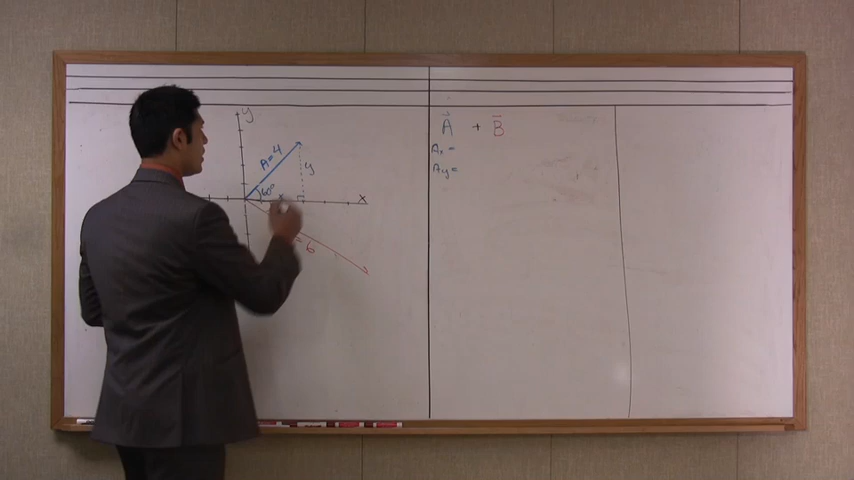 y
A = 4
y
60°
x
x
= 6
A + B
Ax =
Ay =